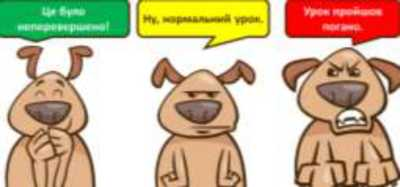 Це було
неперевершено!
Ну, нормальний урок.
Урок пройшов
погано.